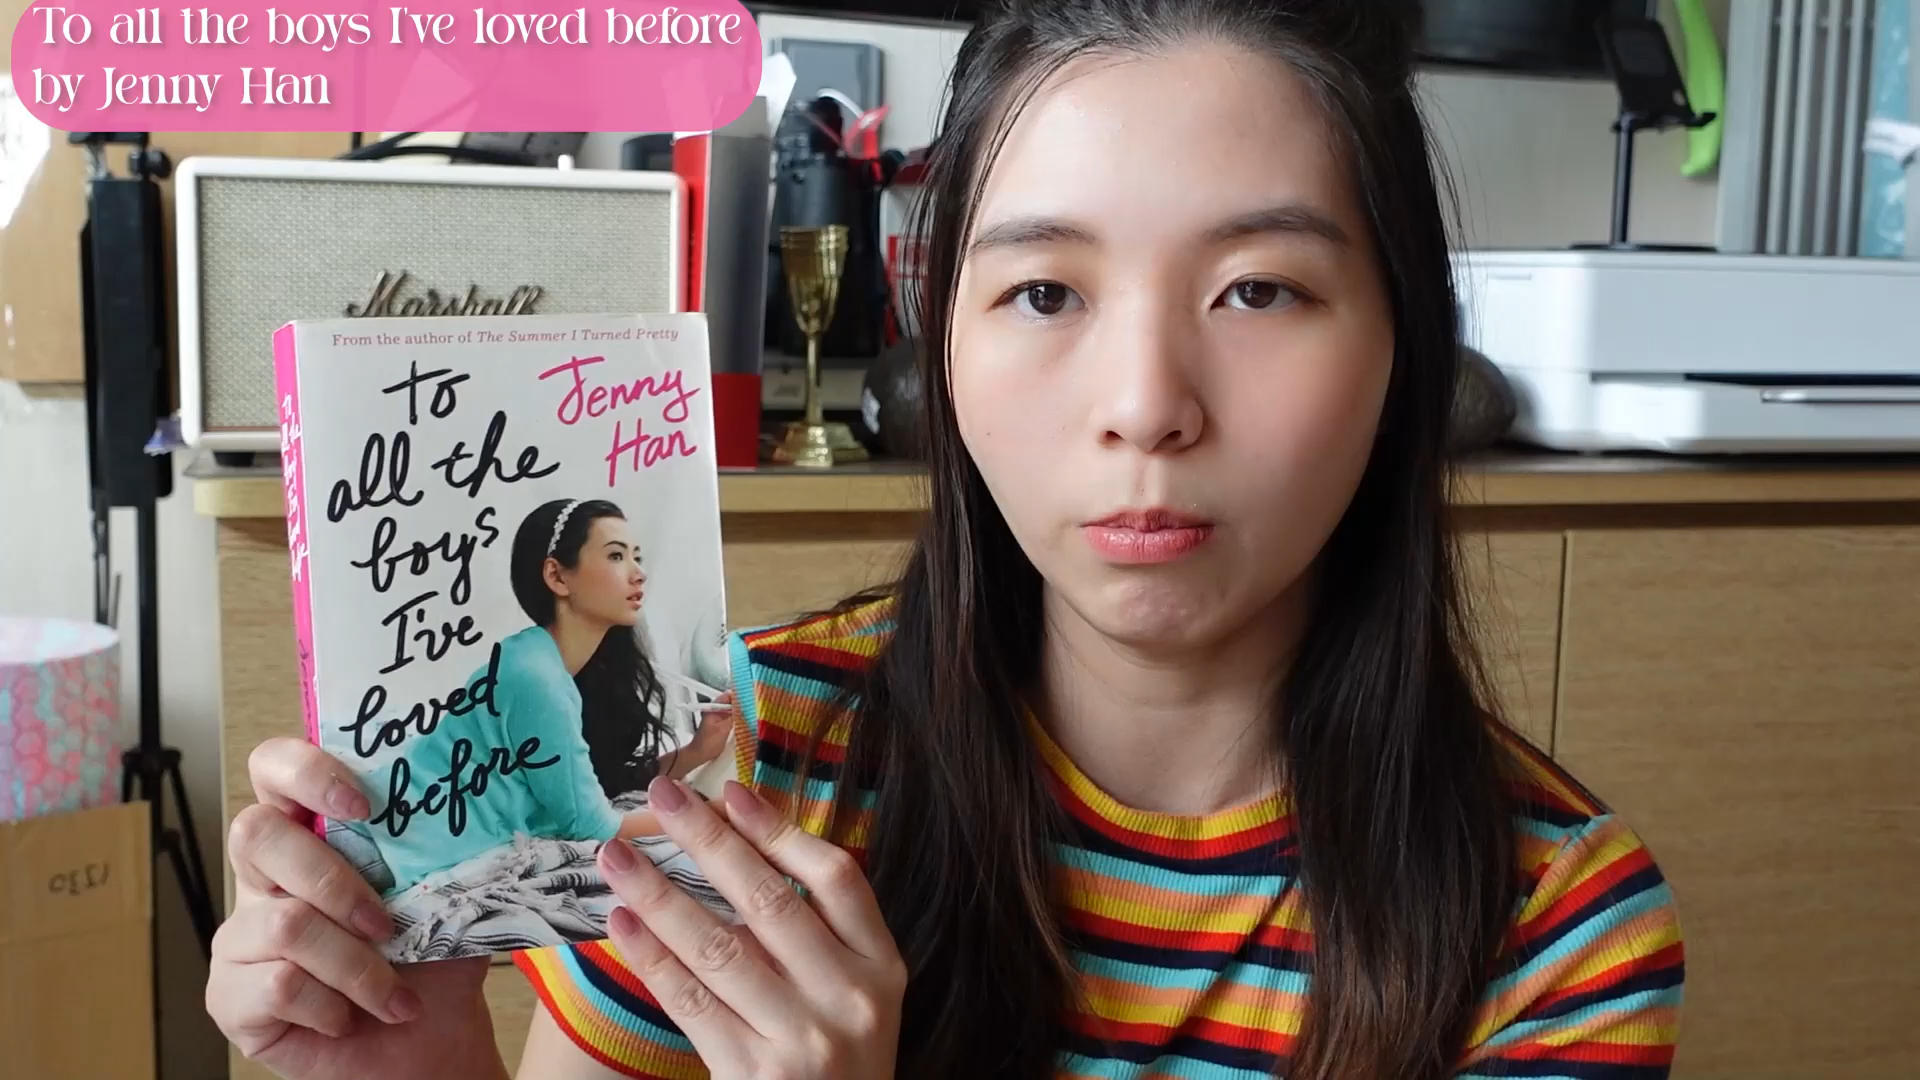 To all the boys I've loved before
by Jenny Han
Marshall
From the author of The Summer I Turned Pretty
to
all the
boys
I've
loved
before
Jenny
Han
1530